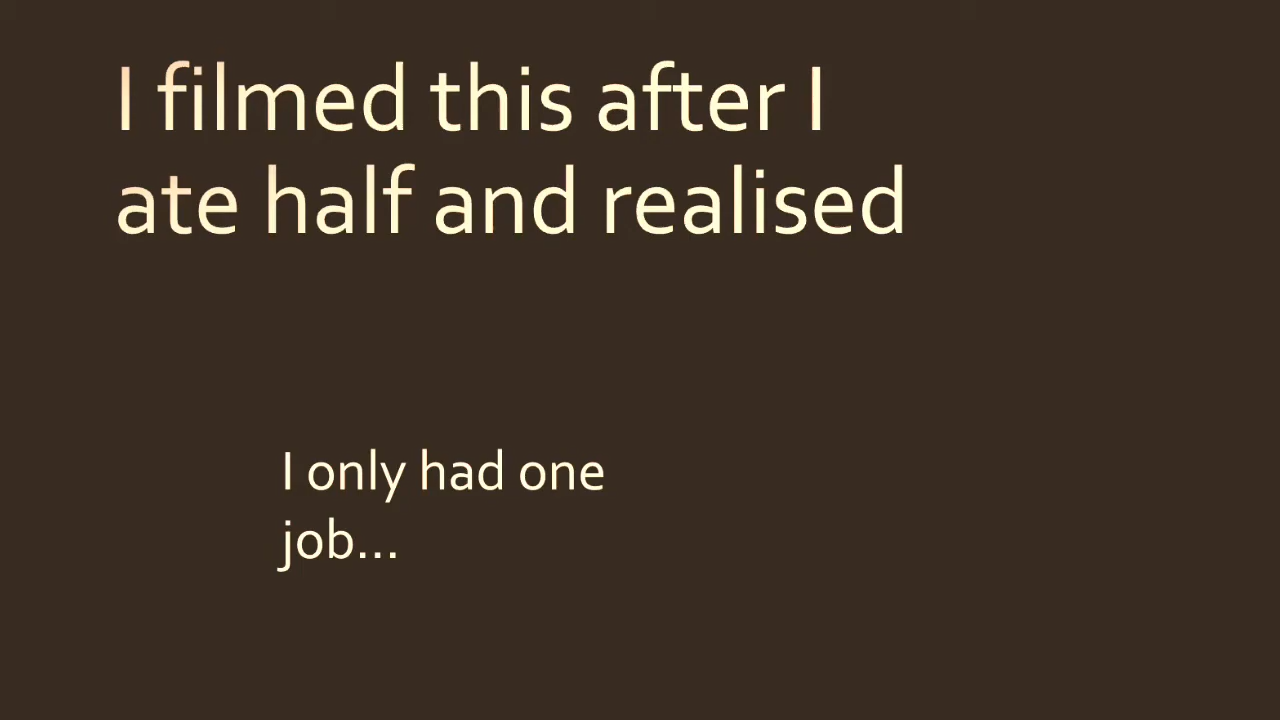 I filmed this after I
ate half and realised
I only had one
job...